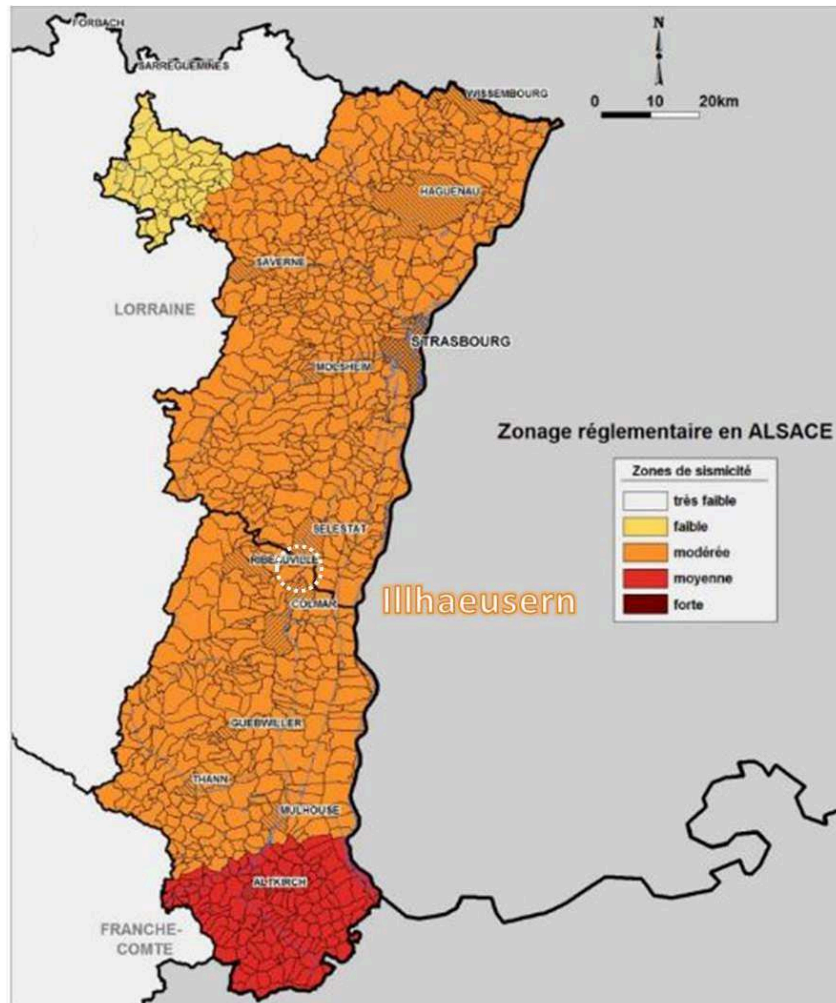 FORBACH
SARREGUEMINES
N
WISSEMBOURG
0 10 20km
HAGUENAU
SAVERNE
LORRAINE
STRASBOURG
MOLSHEIM
Zonage réglementaire en ALSACE
Zones de sismicité
très faible
faible
modérée
moyenne
forte
SELESTAT
RIBEAUVILLE
Illhaeusern
COLMAR
GUEBWILLER
THANN
MULHOUSE
ALTKIRCH
FRANCHE-
COMTE